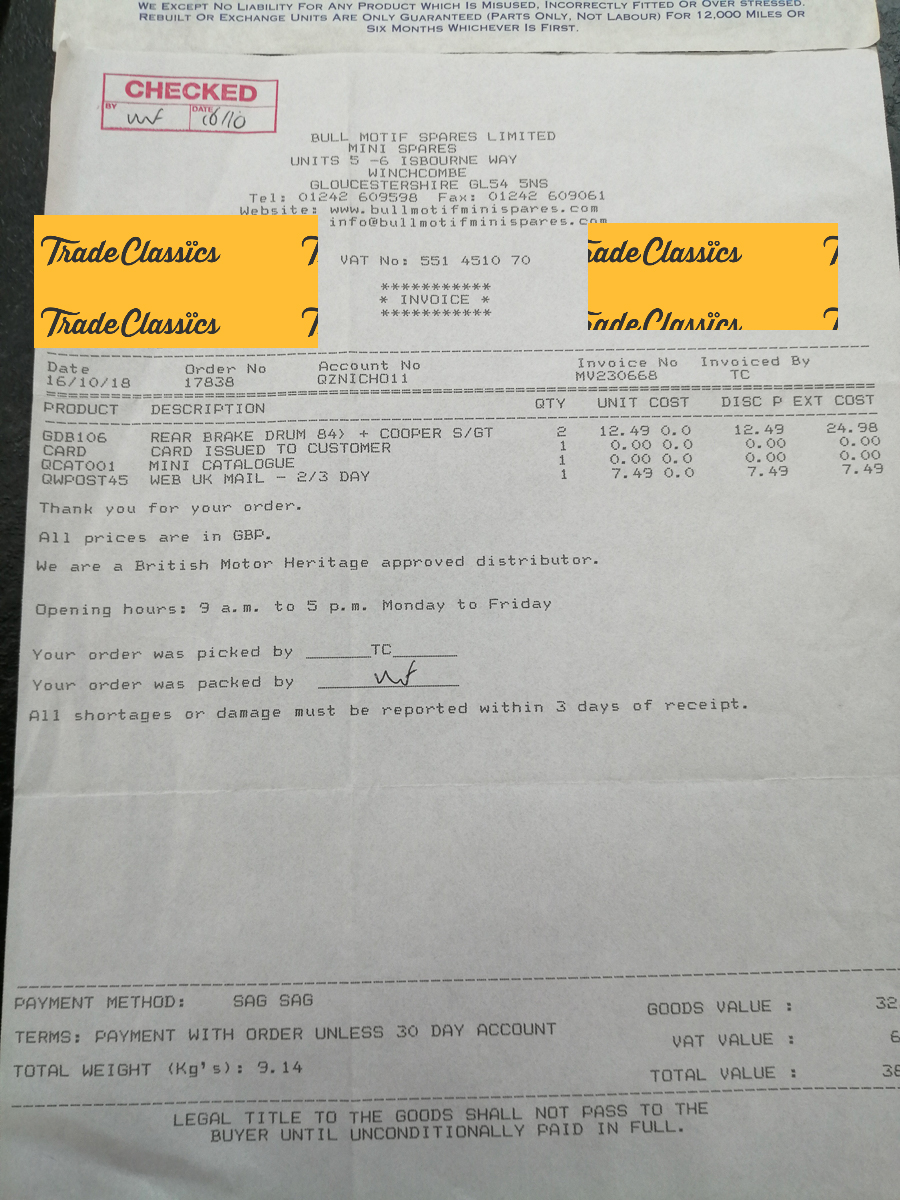 WE EXCEPT NO LIABILITY FOR ANY PRODUCT WHICH IS MISUSED, INCORRECTLY FITTED OR OVER STRESSED.
REBUILT OR EXCHANGE UNITS ARE ONLY GUARANTEED (PARTS ONLY, NOT LABOUR) FOR 12,000 MILES OR
SIX MONTHS WHICHEVER IS FIRST.
CHECKED
BY DATE 16/10
BULL MOTIF SPARES LIMITED
MINI SPARES
UNITS 5 -6 ISBOURNE WAY
WINCHCOMBE
GLOUCESTERSHIRE GL54 5NS
Tel: 01242 609598 Fax: 01242 609061
Website: www.bullmotifminispares.com
info@bullmotifminispares.com
Trade Classics Trade Classics
VAT No: 551 4510 70
***********
* INVOICE *
***********
Trade Classics Trade Classics
Date Order No Account No Invoice No Invoiced By
16/10/18 17838 QZNICH011 MV230668 TC
PRODUCT DESCRIPTION QTY UNIT COST DISC P EXT COST
GDB106 REAR BRAKE DRUM 84> + COOPER S/GT 2 12.49 0.0 12.49 24.98
CARD CARD ISSUED TO CUSTOMER 1 0.00 0.0 0.00 0.00
QCAT001 MINI CATALOGUE 1 0.00 0.0 0.00 0.00
QWPOST45 WEB UK MAIL - 2/3 DAY 1 7.49 0.0 7.49 7.49
Thank you for your order.
All prices are in GBP.
We are a British Motor Heritage approved distributor.
Opening hours: 9 a.m. to 5 p.m. Monday to Friday
Your order was picked by ______TC______
Your order was packed by
All shortages or damage must be reported within 3 days of receipt.
PAYMENT METHOD: SAG SAG GOODS VALUE : 32
TERMS: PAYMENT WITH ORDER UNLESS 30 DAY ACCOUNT VAT VALUE : 6
TOTAL WEIGHT (Kg's): 9.14 TOTAL VALUE : 38
LEGAL TITLE TO THE GOODS SHALL NOT PASS TO THE
BUYER UNTIL UNCONDITIONALLY PAID IN FULL.